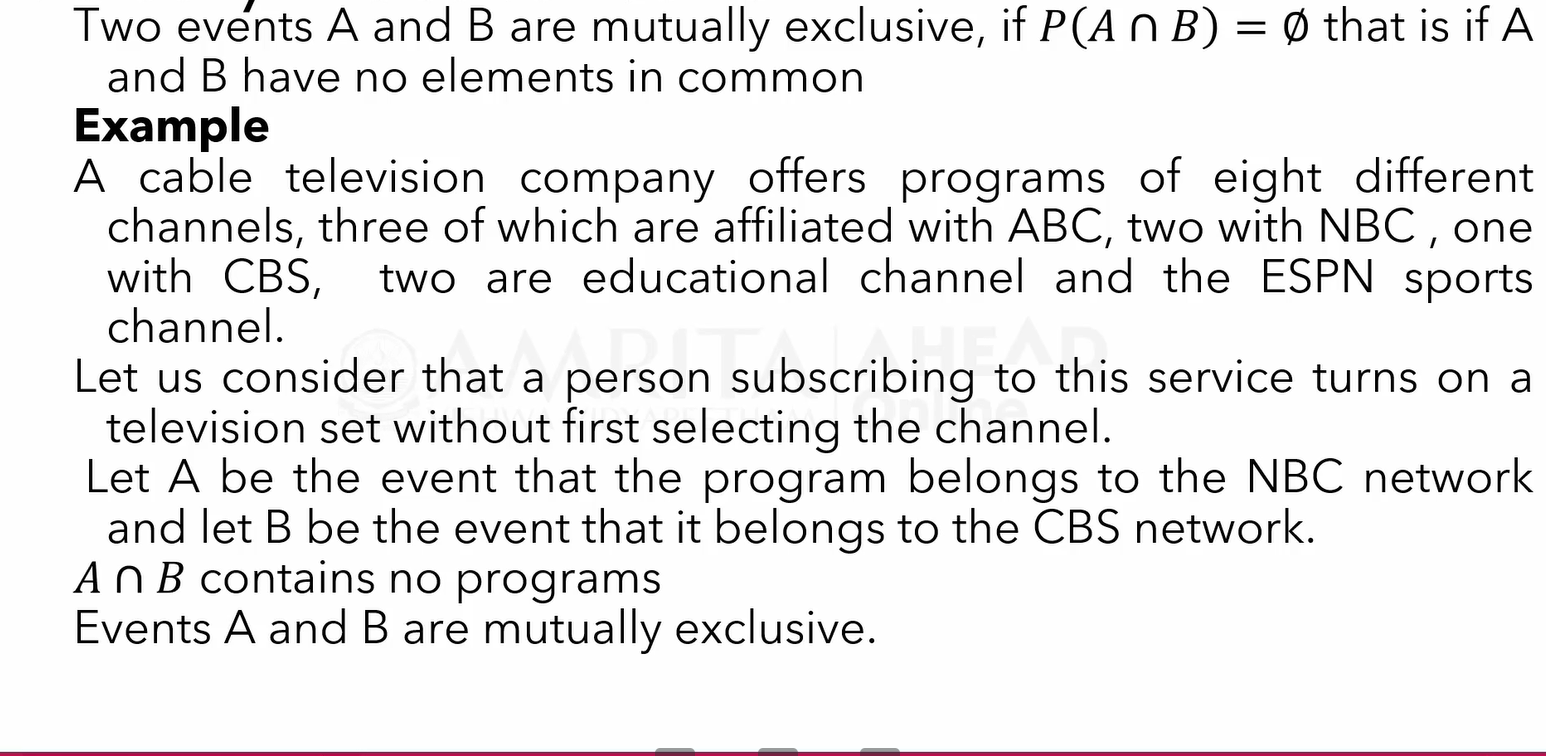 Two events A and B are mutually exclusive, if P(A ∩ B) = ∅ that is if A
and B have no elements in common
Example
A cable television company offers programs of eight different
channels, three of which are affiliated with ABC, two with NBC , one
with CBS, two are educational channel and the ESPN sports
channel.
Let us consider that a person subscribing to this service turns on a
television set without first selecting the channel.
Let A be the event that the program belongs to the NBC network
and let B be the event that it belongs to the CBS network.
A ∩ B contains no programs
Events A and B are mutually exclusive.
AMRITA AHEAD
Online